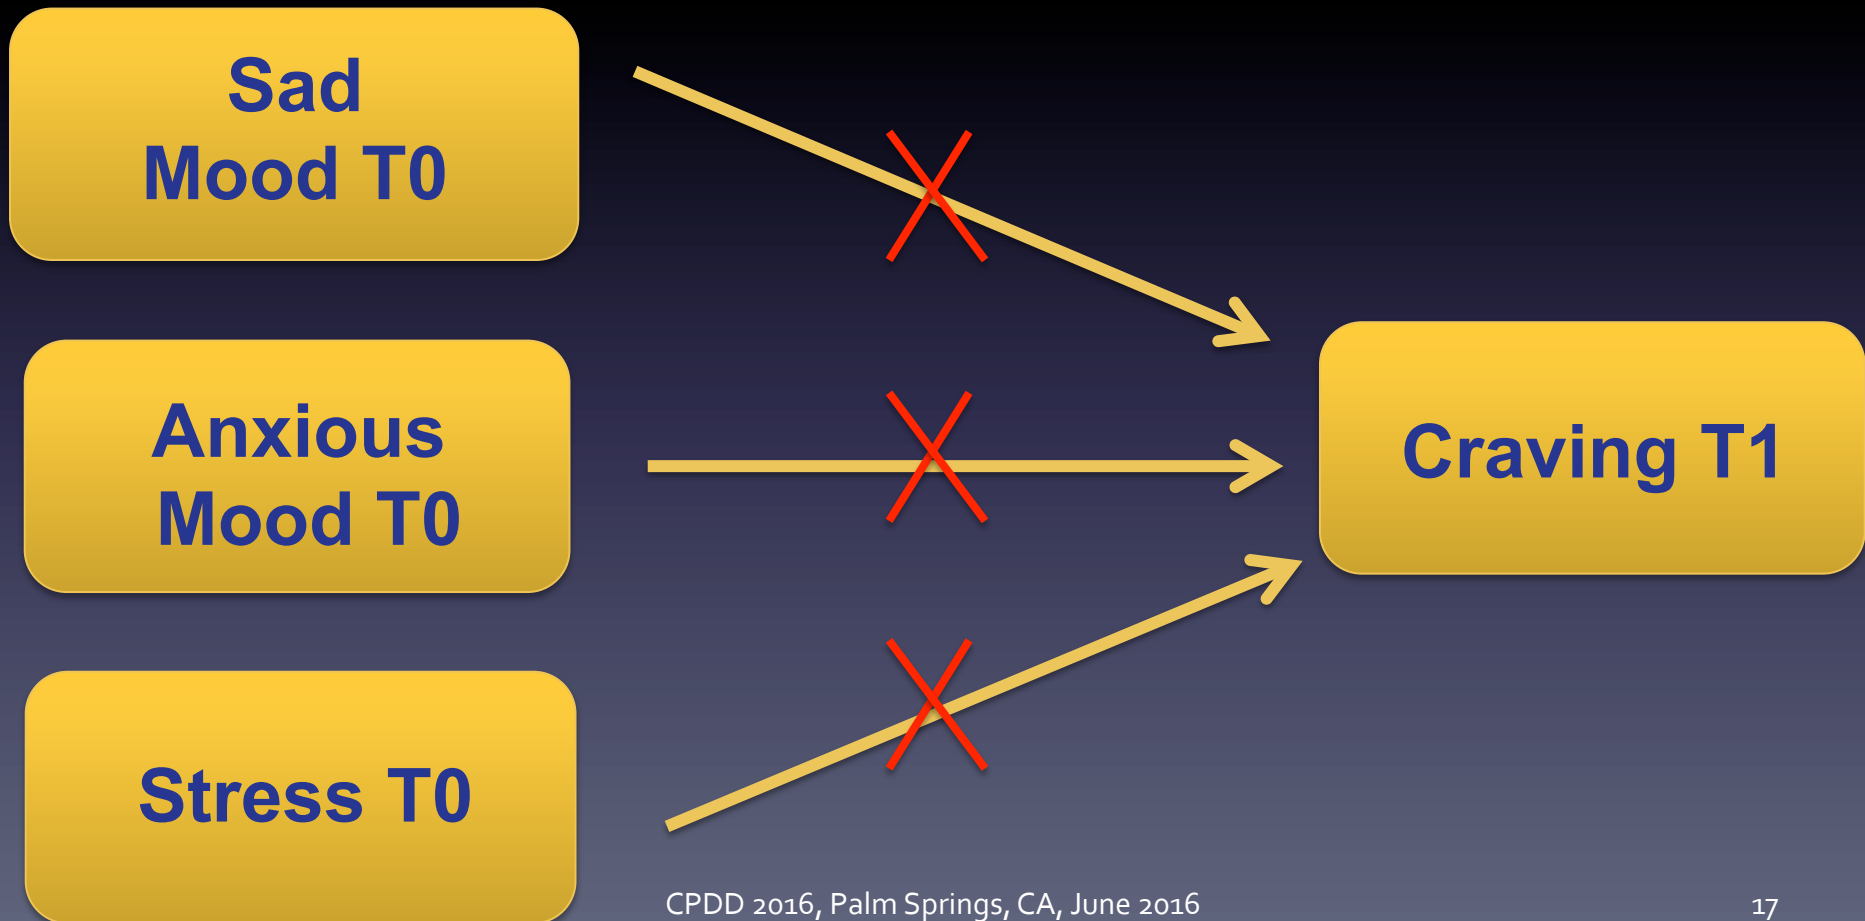 Sad
Mood T0
Anxious
Mood T0
Stress T0
Craving T1
CPDD 2016, Palm Springs, CA, June 2016
17